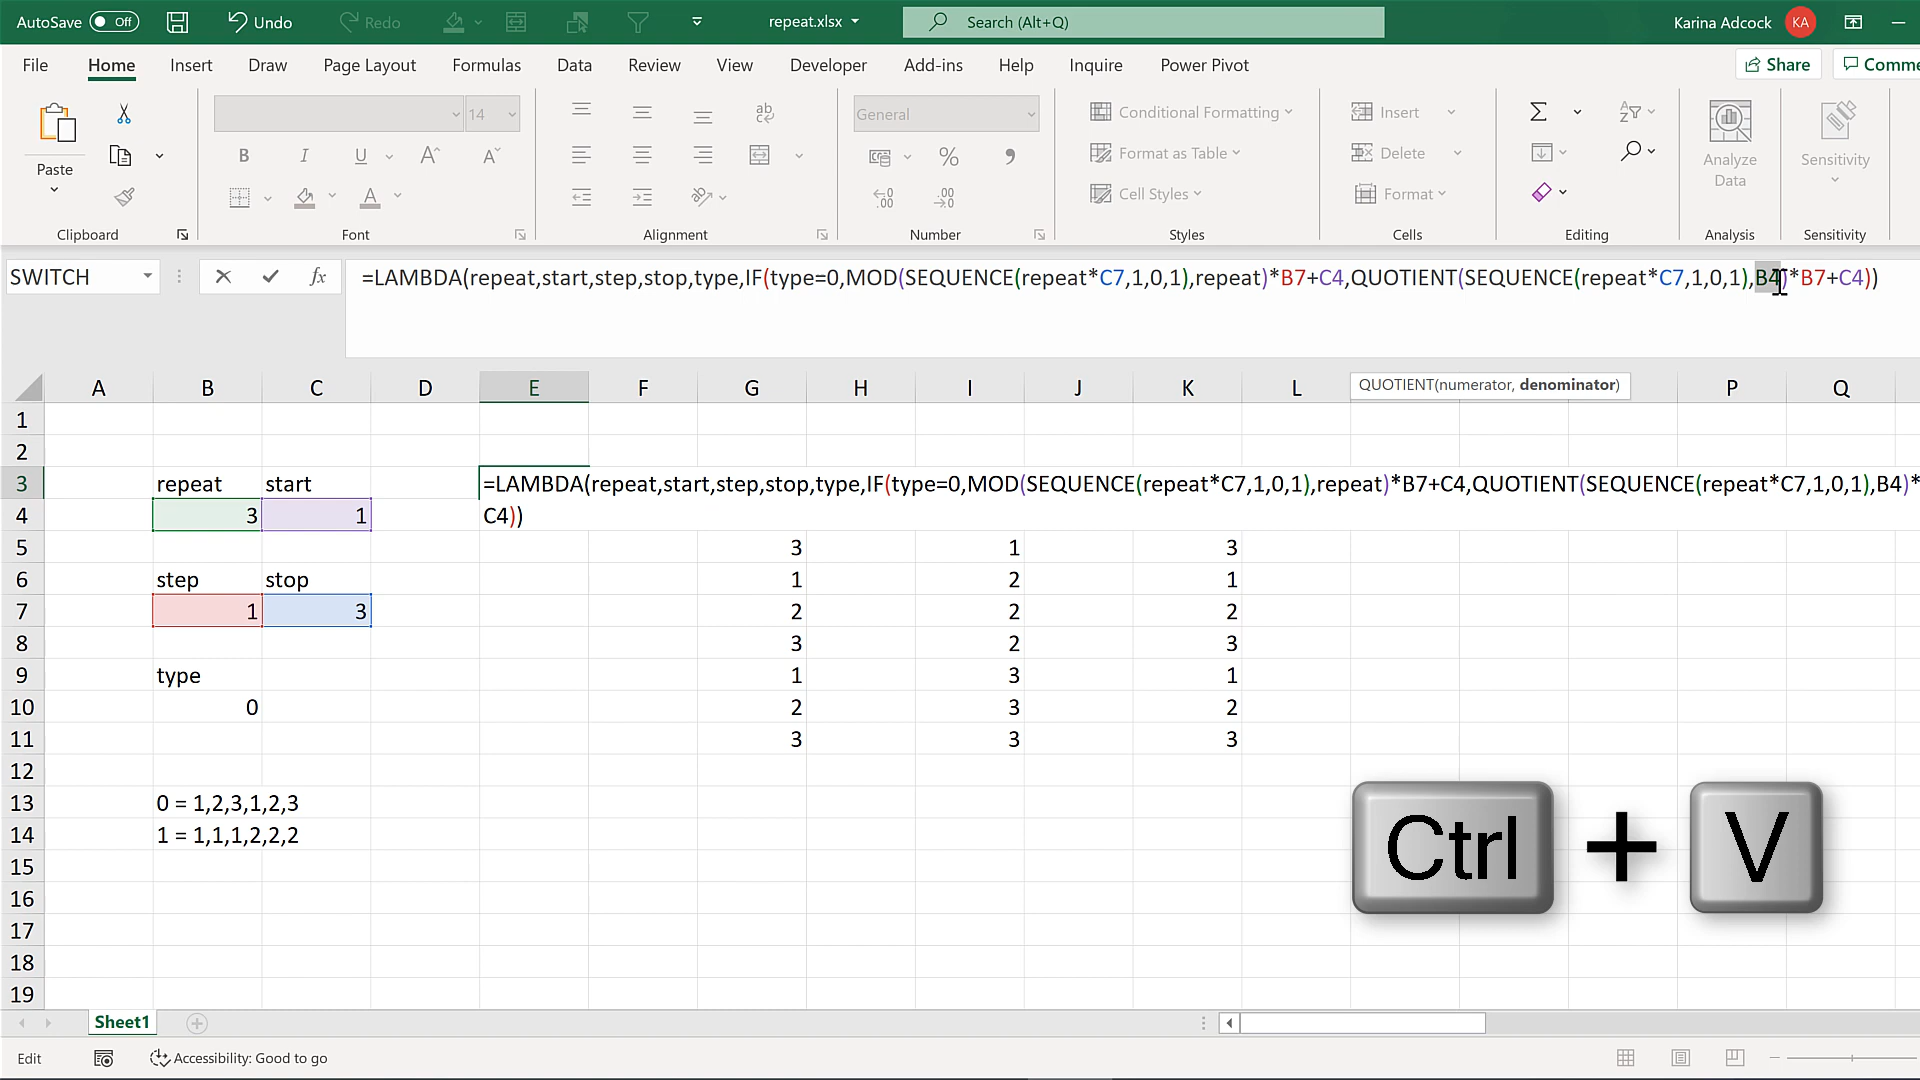 AutoSave Off Undo Redo repeat.xlsx Search (Alt+Q) Karina Adcock KA
File Home Insert Draw Page Layout Formulas Data Review View Developer Add-ins Help Inquire Power Pivot Share Comme
14 General Conditional Formatting Insert
Paste B I U A A Format as Table Delete Analyze Data Sensitivity
A Cell Styles Format
Clipboard Font Alignment Number Styles Cells Editing Analysis Sensitivity
SWITCH fx =LAMBDA(repeat,start,step,stop,type,IF(type=0,MOD(SEQUENCE(repeat*C7,1,0,1),repeat)*B7+C4,QUOTIENT(SEQUENCE(repeat*C7,1,0,1),B4)*B7+C4))
QUOTIENT(numerator, denominator)
A B C D E F G H I J K L P Q
1
2
3 repeat start =LAMBDA(repeat,start,step,stop,type,IF(type=0,MOD(SEQUENCE(repeat*C7,1,0,1),repeat)*B7+C4,QUOTIENT(SEQUENCE(repeat*C7,1,0,1),B4)*
4 3 1 C4))
5 3 1 3
6 step stop 1 2 1
7 1 3 2 2 2
8 3 2 3
9 type 1 3 1
10 0 2 3 2
11 3 3 3
12
13 0 = 1,2,3,1,2,3
14 1 = 1,1,1,2,2,2
15
16
17
18
19
Ctrl + V
Sheet1
Edit Accessibility: Good to go